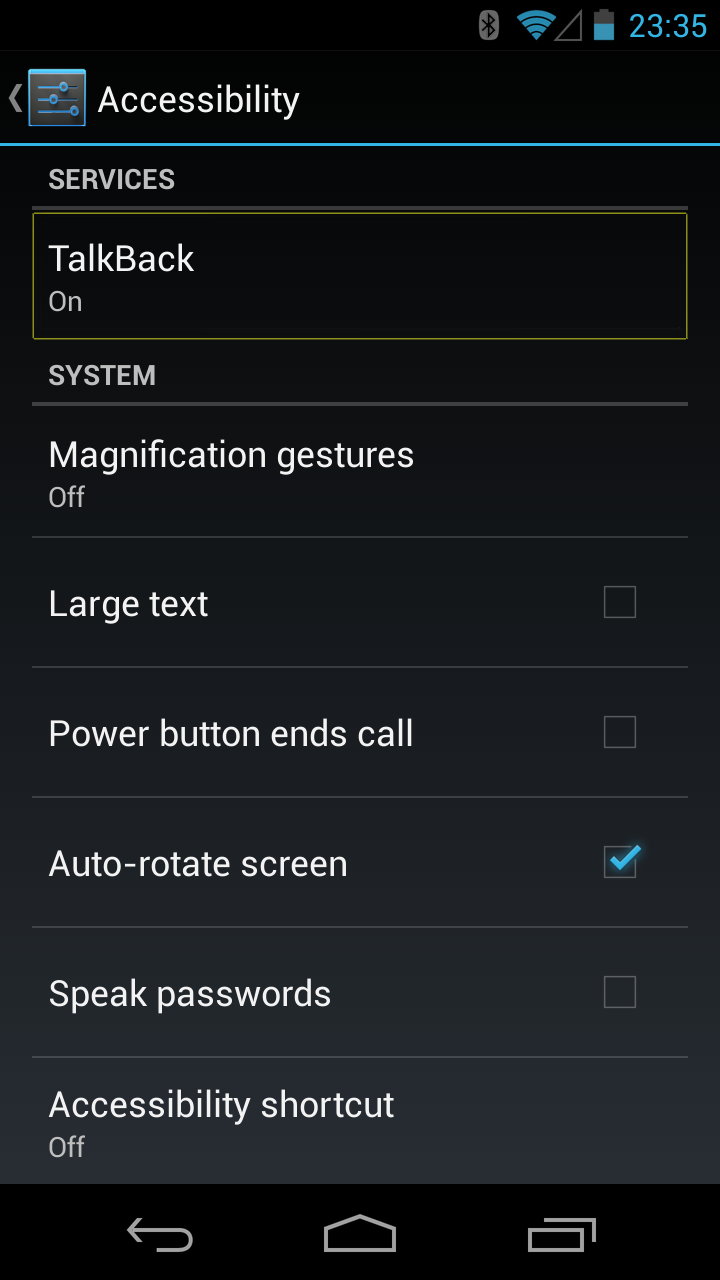 23:35
Accessibility
SERVICES
TalkBack
On
SYSTEM
Magnification gestures
Off
Large text
Power button ends call
Auto-rotate screen
Speak passwords
Accessibility shortcut
Off